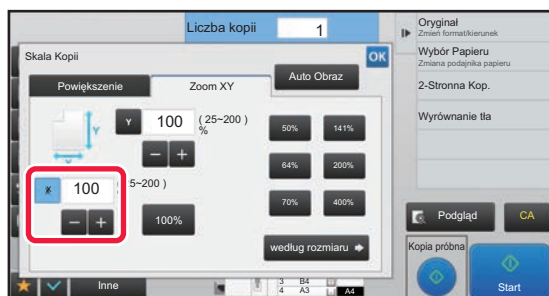 Liczba kopii 1
Skala Kopii
OK
Powiększenie Zoom XY Auto Obraz
Y 100 ( 25~200 ) %
Y
50% 141%
64% 200%
X 100 5~200 )
100%
70% 400%
według rozmiaru
Inne
3 B4
4 A3 A4
Oryginał
Zmień format/kierunek
Wybór Papieru
Zmiana podajnika papieru
2-Stronna Kop.
Wyrównanie tła
Podgląd CA
Kopia próbna
Start